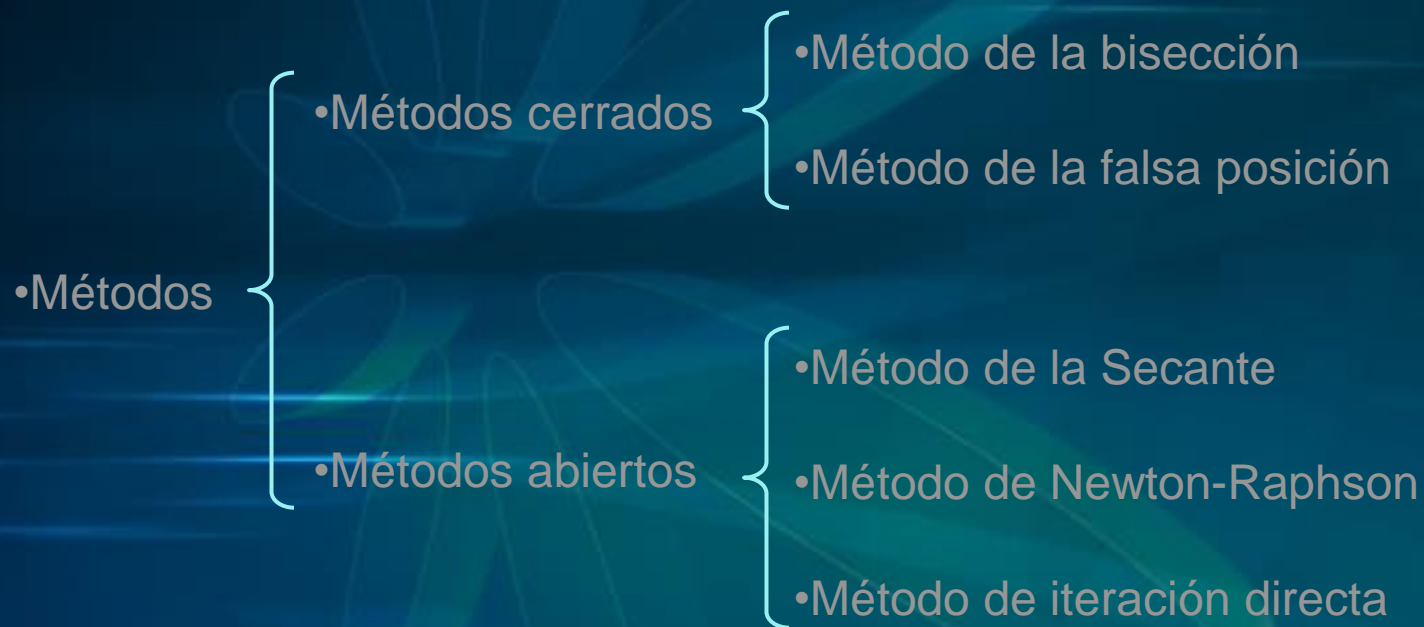 •Métodos
•Métodos cerrados
•Método de la bisección
•Método de la falsa posición
•Métodos abiertos
•Método de la Secante
•Método de Newton-Raphson
•Método de iteración directa